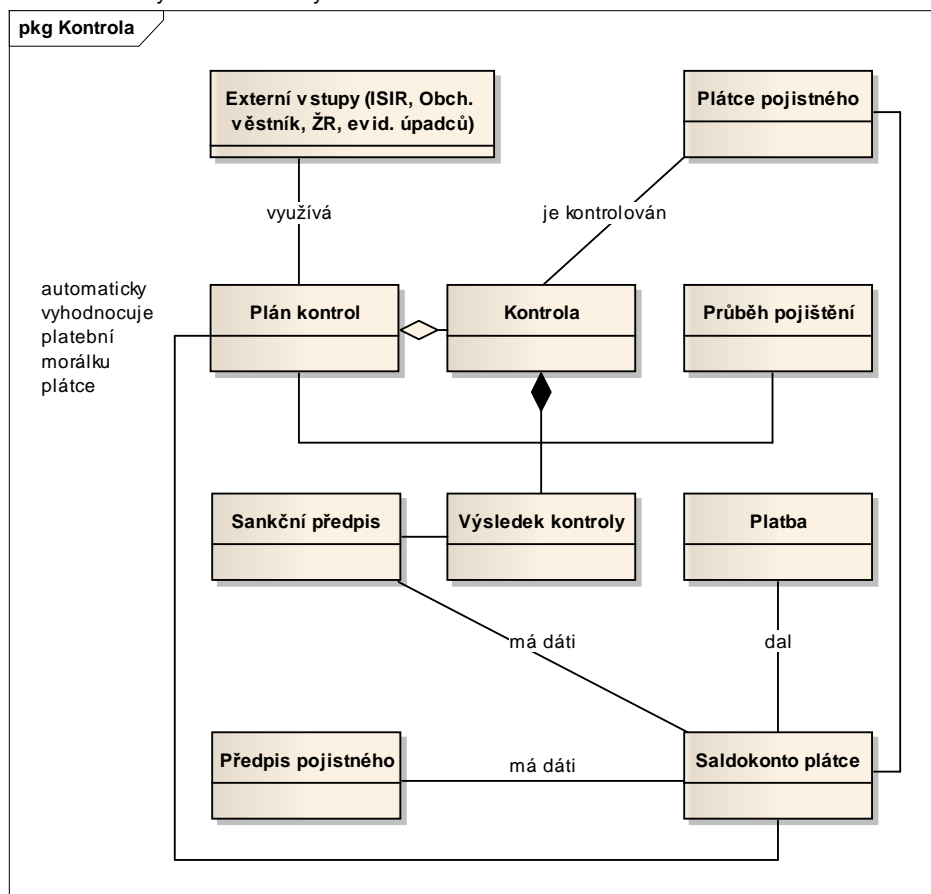 pkg Kontrola
Externí vstupy (ISIR, Obch.
věstník, ŽR, evid. úpadců)
Plátce pojistného
využívá
je kontrolován
automaticky
vyhodnocuje
platební
morálku
plátce
Plán kontrol
Kontrola
Průběh pojištění
Sankční předpis
Výsledek kontroly
Platba
má dáti
dal
Předpis pojistného
má dáti
Saldokonto plátce